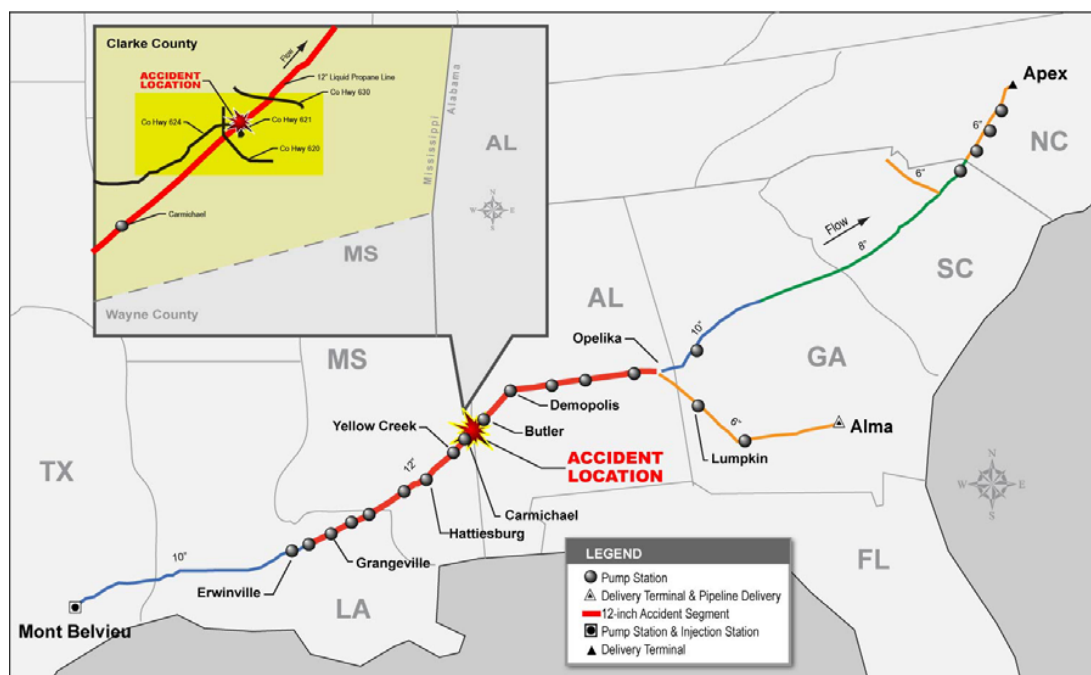 Clarke County
Flow
12" Liquid Propane Line
ACCIDENT
LOCATION
Co Hwy 630
Co Hwy 624
Co Hwy 621
Co Hwy 620
Carmichael
Mississippi
Alabama
AL
N
W
E
S
MS
Wayne County
Apex
6"
NC
6"
Flow
8"
SC
AL
Opelika
10"
GA
MS
Demopolis
Yellow Creek
Butler
6"
Alma
Lumpkin
ACCIDENT
LOCATION
TX
12"
Carmichael
Hattiesburg
N
W
E
S
10"
Grangeville
Erwinville
LA
FL
Mont Belvieu
LEGEND
Pump Station
Delivery Terminal & Pipeline Delivery
12-inch Accident Segment
Pump Station & Injection Station
Delivery Terminal